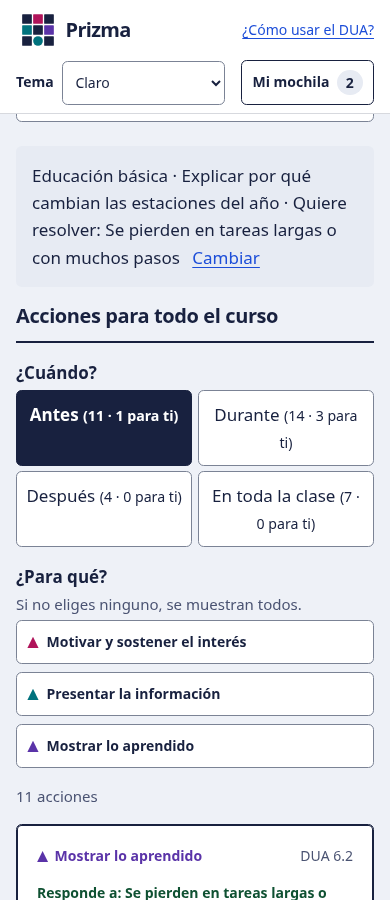 Prizma
¿Cómo usar el DUA?
Tema
Claro
Mi mochila 2
Educación básica · Explicar por qué
cambian las estaciones del año · Quiere
resolver: Se pierden en tareas largas o
con muchos pasos Cambiar
Acciones para todo el curso
¿Cuándo?
Antes (11 · 1 para ti)
Durante (14 · 3 para
ti)
Después (4 · 0 para ti)
En toda la clase (7 ·
0 para ti)
¿Para qué?
Si no eliges ninguno, se muestran todos.
▲ Motivar y sostener el interés
▲ Presentar la información
▲ Mostrar lo aprendido
11 acciones
▲ Mostrar lo aprendido
DUA 6.2
Responde a: Se pierden en tareas largas o